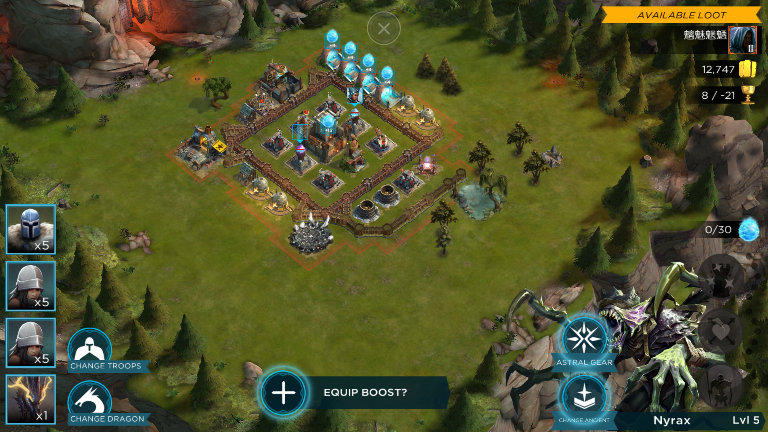 AVAILABLE LOOT
魑魅魍魎
II
12,747
8 / -21
0/30
x5
x5
x5
x1
CHANGE TROOPS
CHANGE DRAGON
EQUIP BOOST?
ASTRAL GEAR
CHANGE ANCIENT
Nyrax
Lvl 5